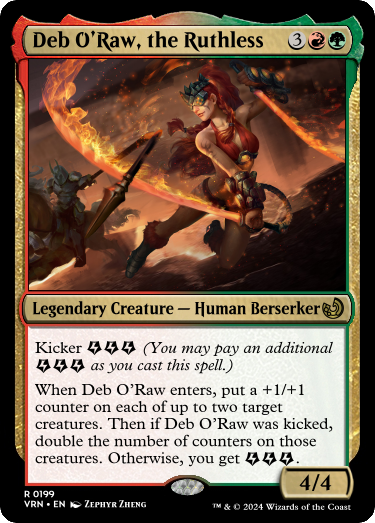 Deb O'Raw, the Ruthless 3
Legendary Creature — Human Berserker
Kicker (You may pay an additional
as you cast this spell.)
When Deb O'Raw enters, put a +1/+1
counter on each of up to two target
creatures. Then if Deb O'Raw was kicked,
double the number of counters on those
creatures. Otherwise, you get .
4/4
R 0199
VRN • EN Zephyr Zheng
™ & © 2024 Wizards of the Coast